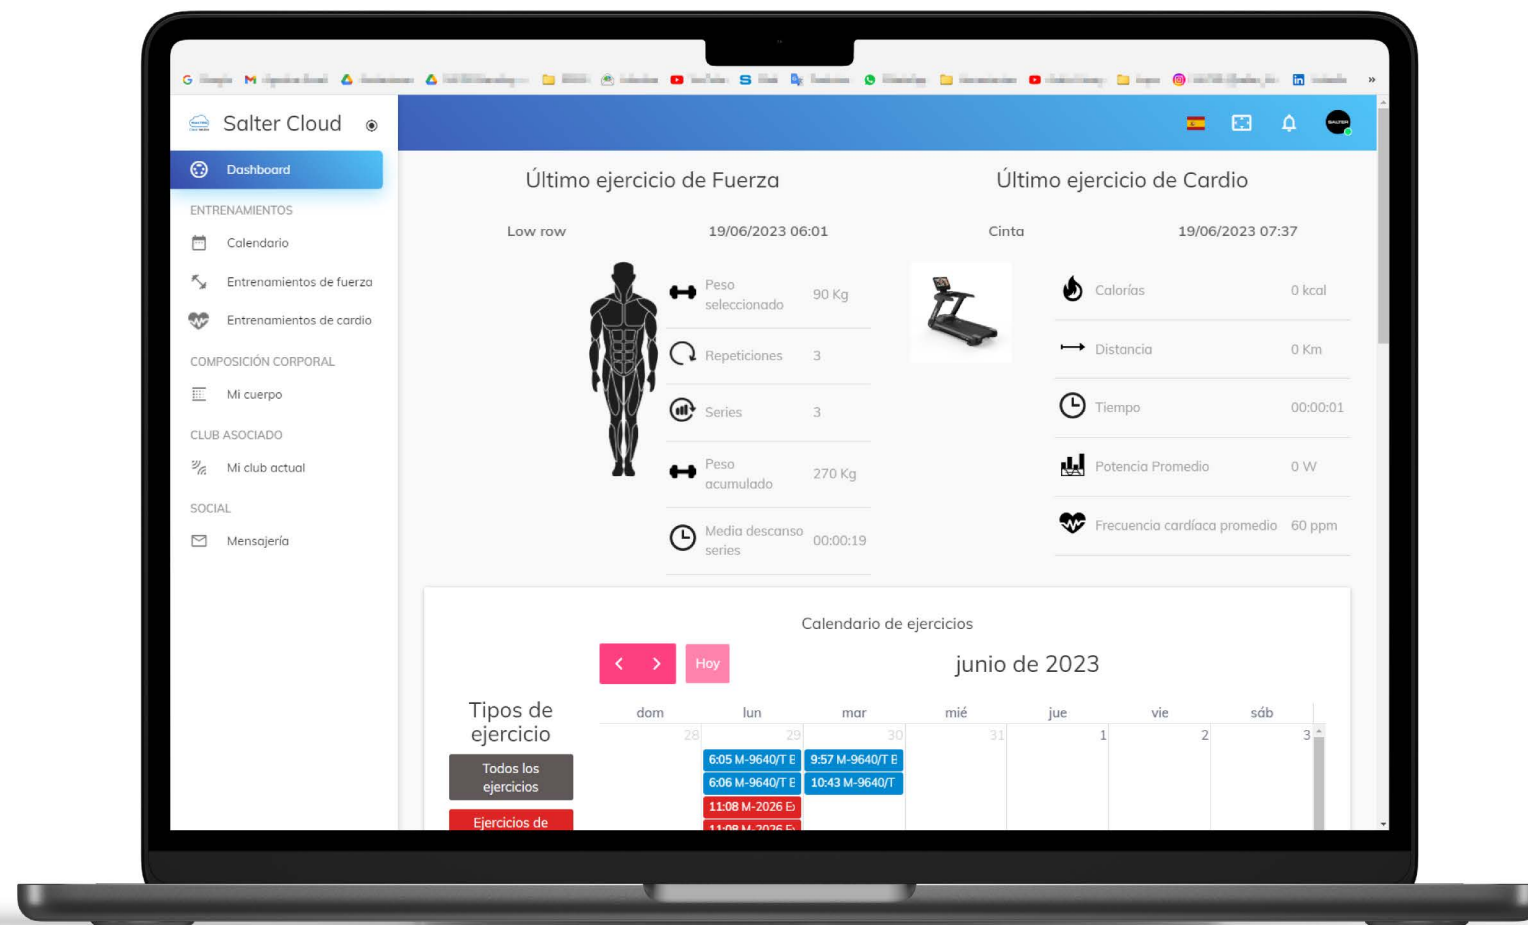 Salter Cloud
SALTER
Dashboard
ENTRENAMIENTOS
Calendario
Entrenamientos de fuerza
Entrenamientos de cardio
COMPOSICIÓN CORPORAL
Mi cuerpo
CLUB ASOCIADO
Mi club actual
SOCIAL
Mensajería
Último ejercicio de Fuerza
Low row 19/06/2023 06:01
Peso
seleccionado
90 Kg
Repeticiones 3
Series 3
Peso
acumulado
270 Kg
Media descanso
series
00:00:19
Último ejercicio de Cardio
Cinta 19/06/2023 07:37
Calorías 0 kcal
Distancia 0 Km
Tiempo 00:00:01
Potencia Promedio 0 W
Frecuencia cardíaca promedio 60 ppm
Calendario de ejercicios
Hoy
junio de 2023
Tipos de
ejercicio
Todos los
ejercicios
Ejercicios de
dom lun mar mié jue vie sáb
28 29 30 31 1 2 3
6:05 M-9640/T E 9:57 M-9640/T E
6:06 M-9640/T E 10:43 M-9640/T
11:08 M-2026 E
11:08 M-2026 E